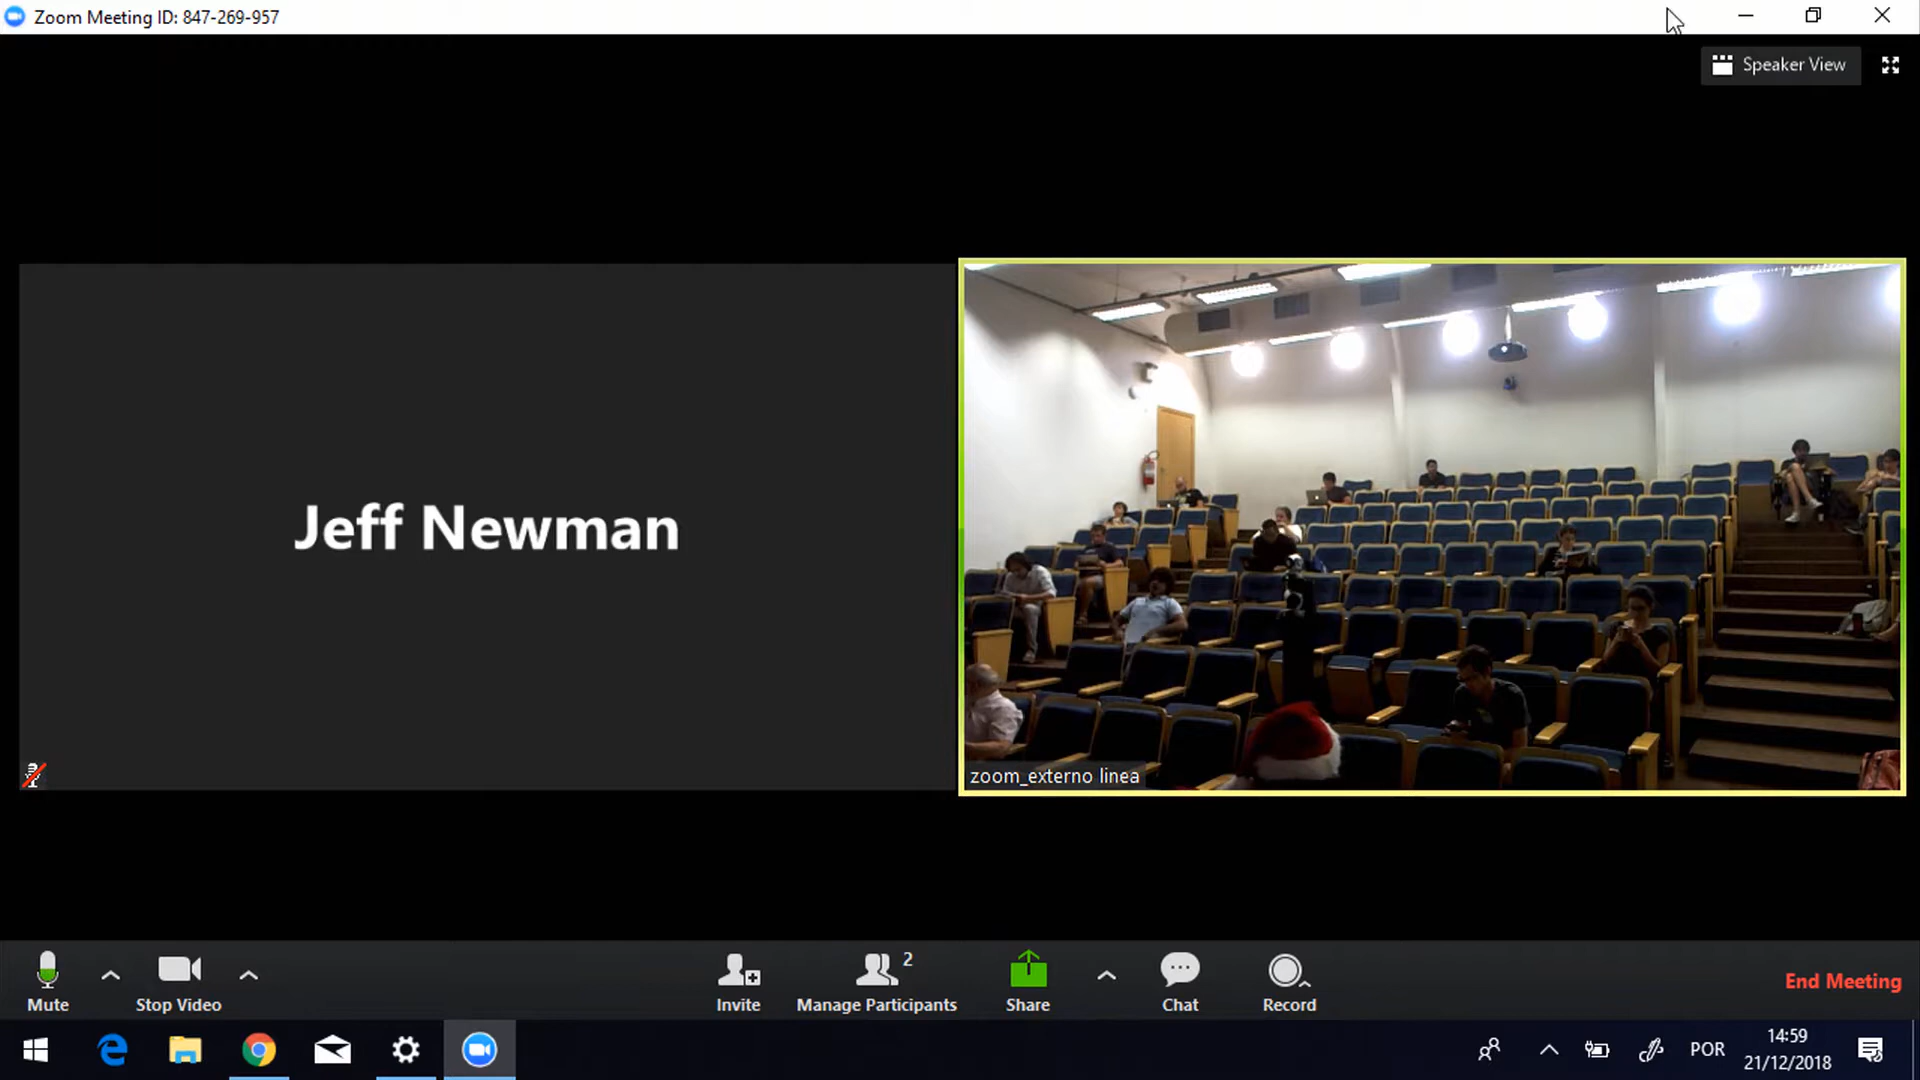 Zoom Meeting ID: 847-269-957
Speaker View
Jeff Newman
zoom_externo linea
Mute
Stop Video
Invite
2
Manage Participants
Share
Chat
Record
End Meeting
POR
14:59
21/12/2018